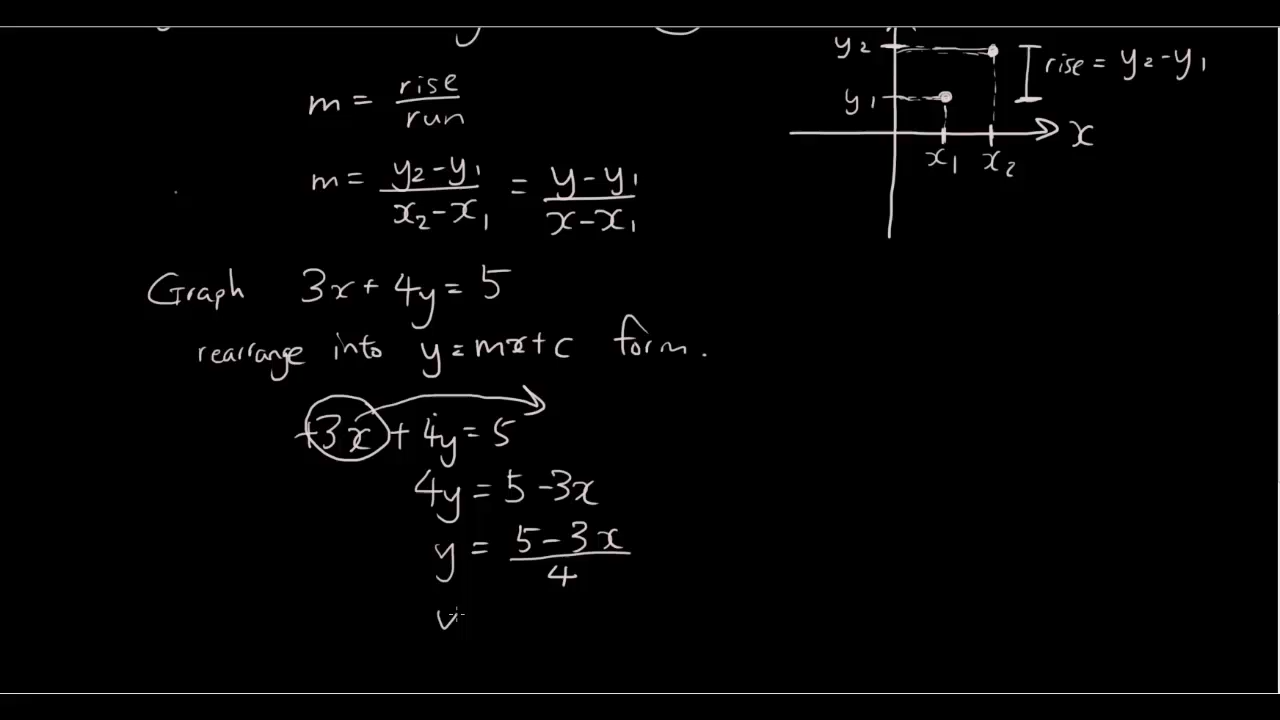 m = rise/run
m = (y₂ - y₁)/(x₂ - x₁) = (y - y₁)/(x - x₁)
y₂
y₁
x₁ x₂
x
rise = y₂ - y₁
Graph 3x + 4y = 5
rearrange into y = mx + c form.
+3x + 4y = 5
4y = 5 - 3x
y = (5 - 3x)/4